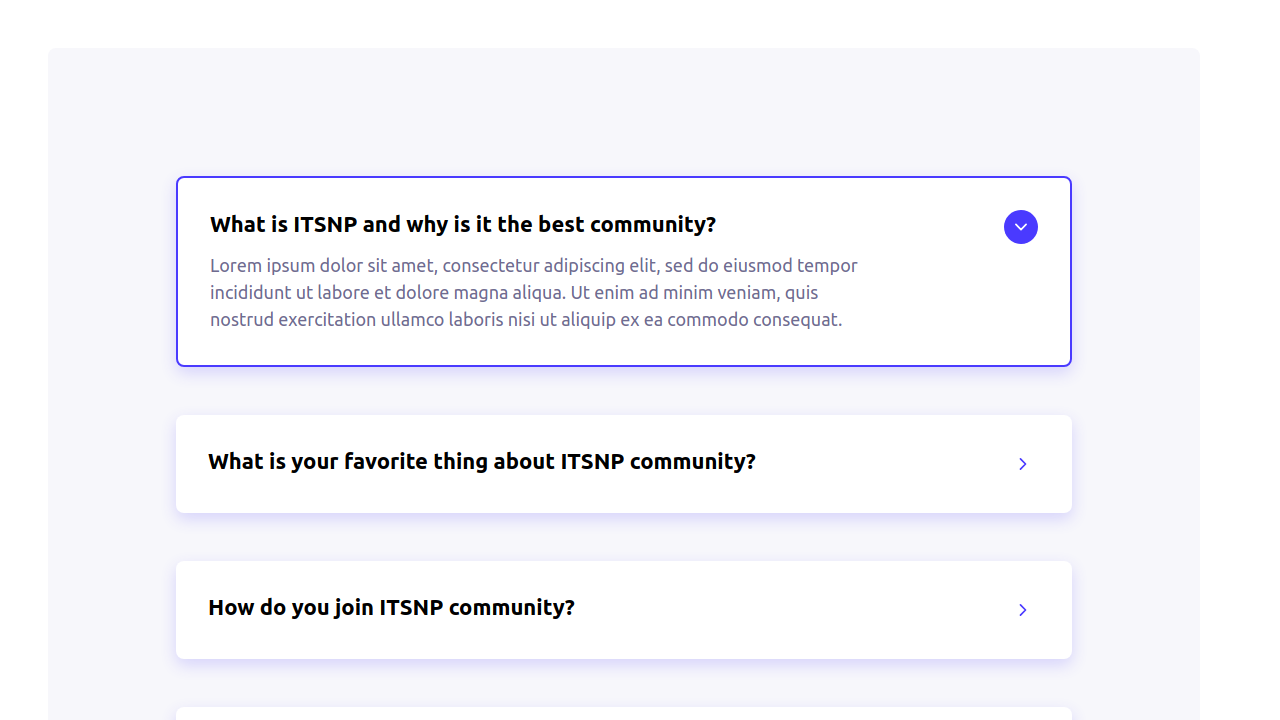 What is ITSNP and why is it the best community?
Lorem ipsum dolor sit amet, consectetur adipiscing elit, sed do eiusmod tempor
incididunt ut labore et dolore magna aliqua. Ut enim ad minim veniam, quis
nostrud exercitation ullamco laboris nisi ut aliquip ex ea commodo consequat.
What is your favorite thing about ITSNP community?
How do you join ITSNP community?